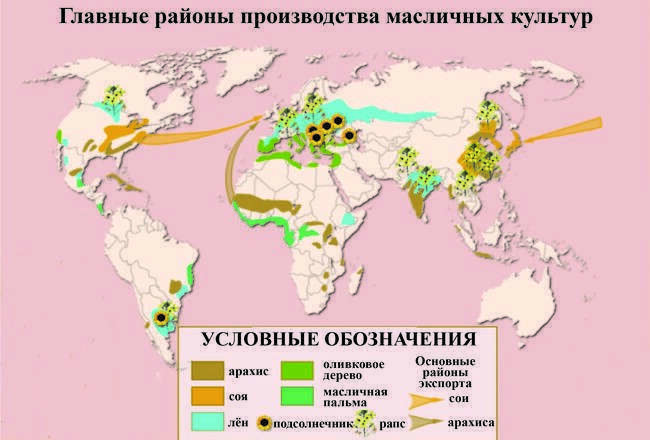 Главные районы производства масличных культур
УСЛОВНЫЕ ОБОЗНАЧЕНИЯ
арахис
соя
лён
оливковое
дерево
масличная
пальма
подсолнечник
рапс
Основные
районы
экспорта
сои
арахиса